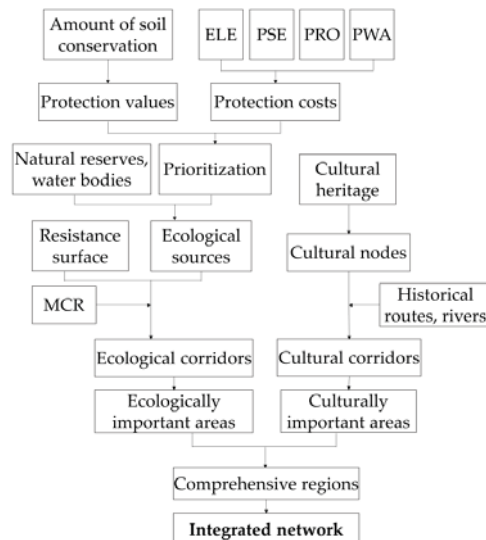 Amount of soil
conservation
ELE
PSE
PRO
PWA
Protection values
Protection costs
Natural reserves,
water bodies
Prioritization
Cultural
heritage
Resistance
surface
Ecological
sources
Cultural nodes
MCR
Historical
routes, rivers
Ecological corridors
Cultural corridors
Ecologically
important areas
Culturally
important areas
Comprehensive regions
Integrated network